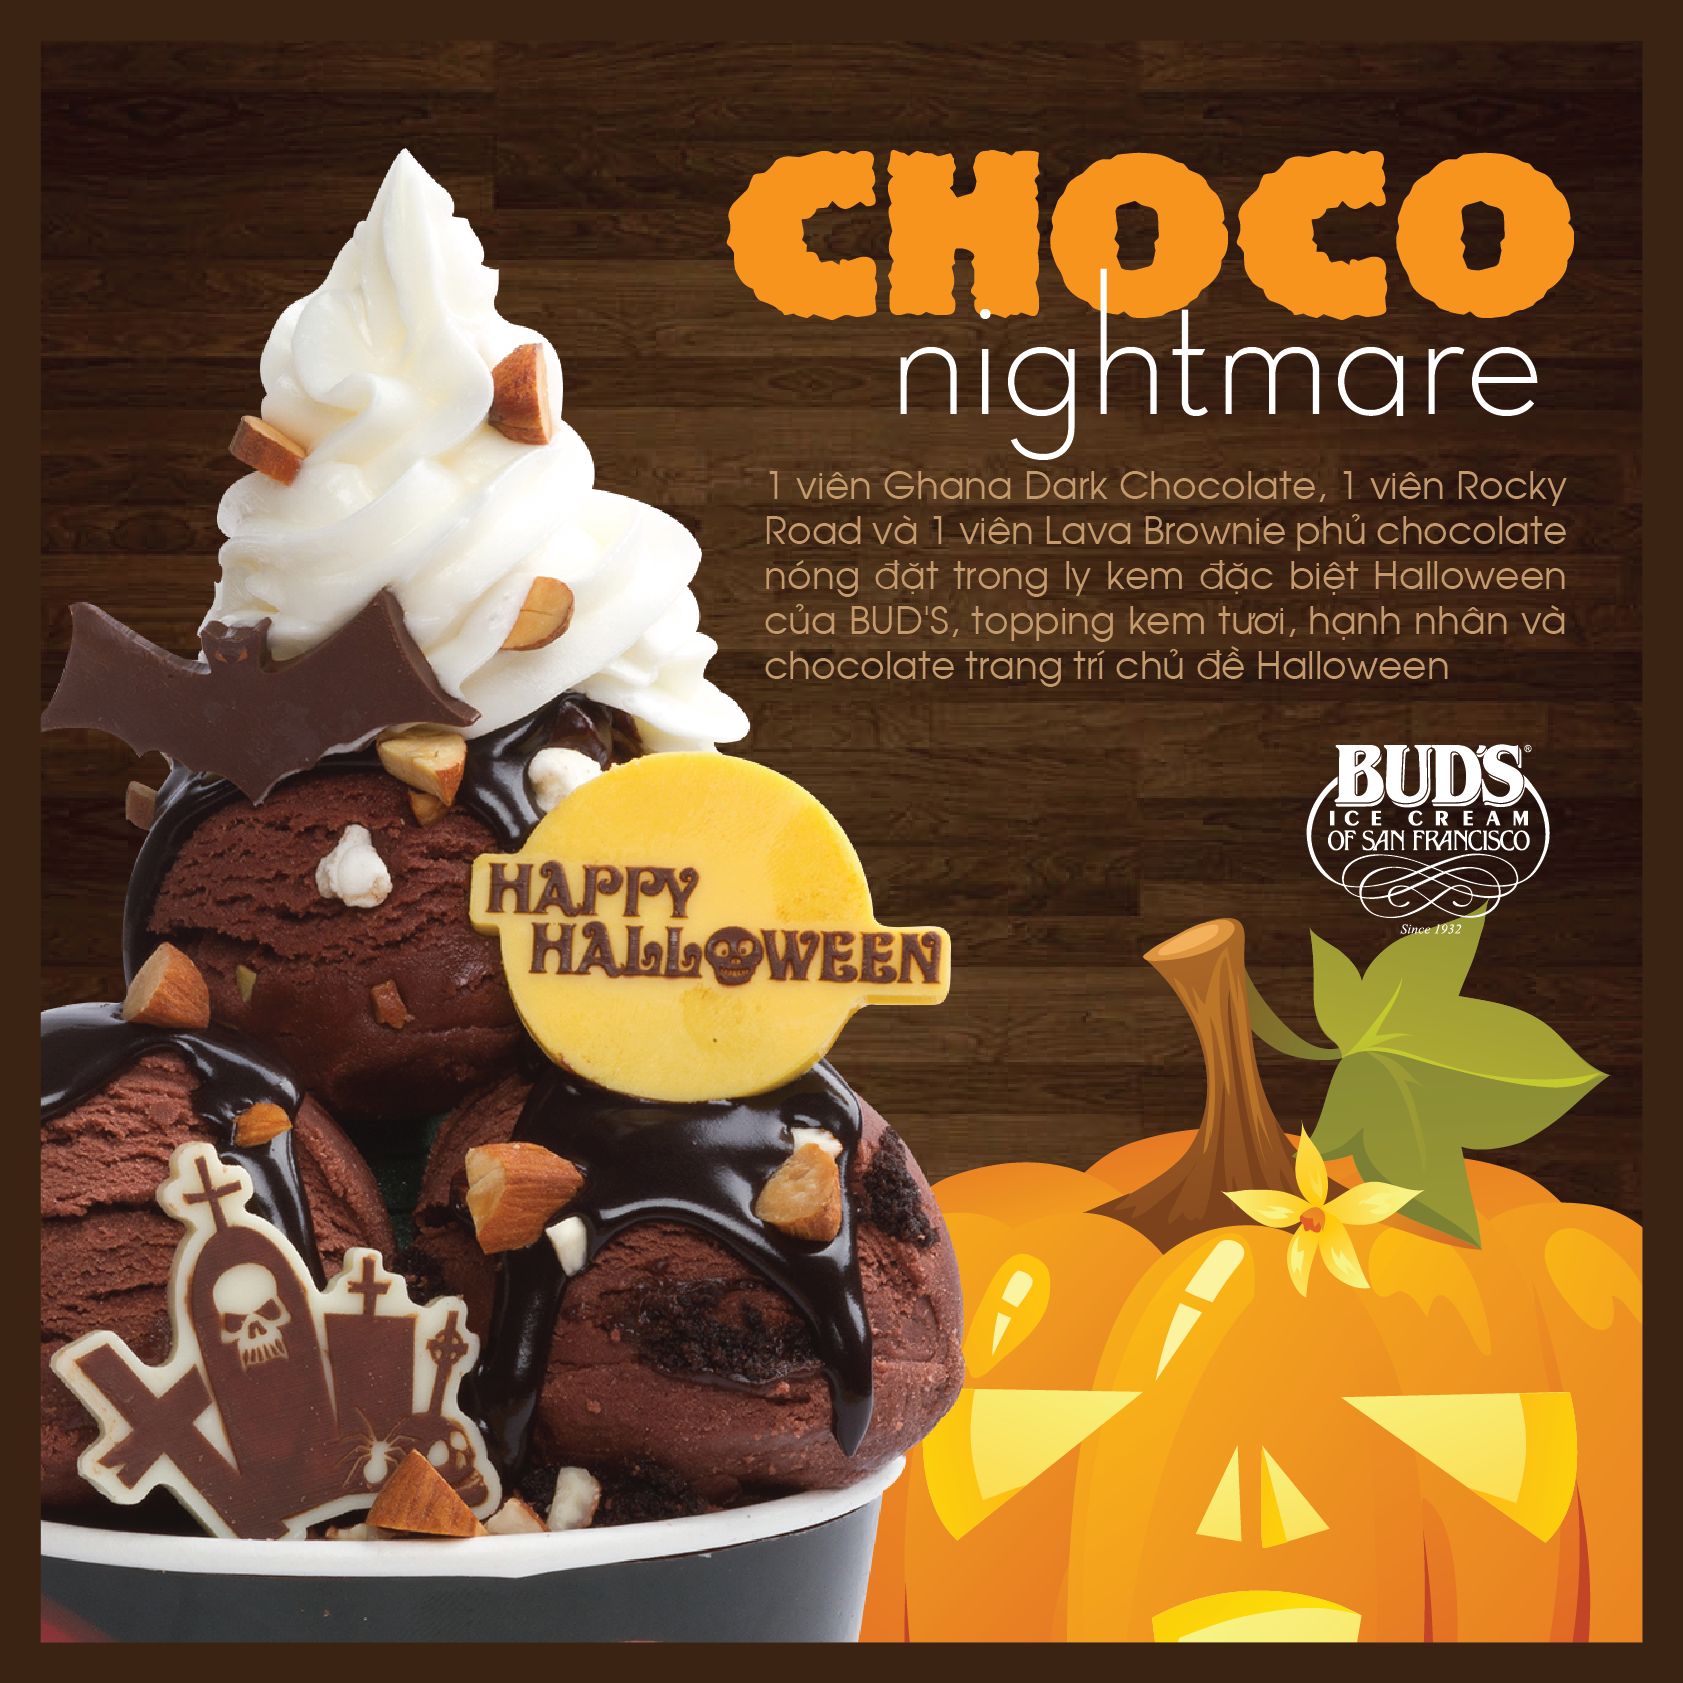 CHOCO
nightmare
1 viên Ghana Dark Chocolate, 1 viên Rocky
Road và 1 viên Lava Brownie phủ chocolate
nóng đặt trong ly kem đặc biệt Halloween
của BUD'S, topping kem tươi, hạnh nhân và
chocolate trang trí chủ đề Halloween
BUD'S®
ICE CREAM
OF SAN FRANCISCO
Since 1932
HAPPY
HALLOWEEN